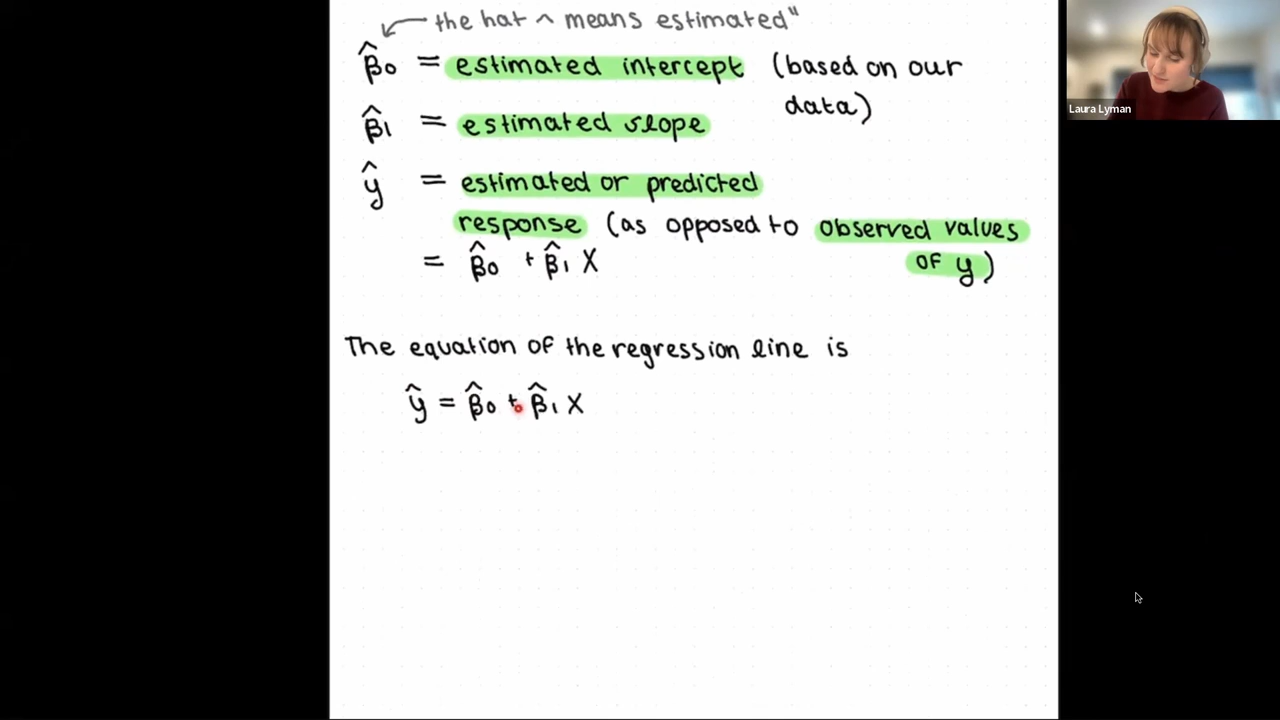 the hat ^ means estimated"
β̂0 = estimated intercept (based on our
data)
β̂1 = estimated slope
ŷ = estimated or predicted
response (as opposed to observed values
of y)
= β̂0 + β̂1 X
The equation of the regression line is
ŷ = β̂0 + β̂1 X
Laura Lyman